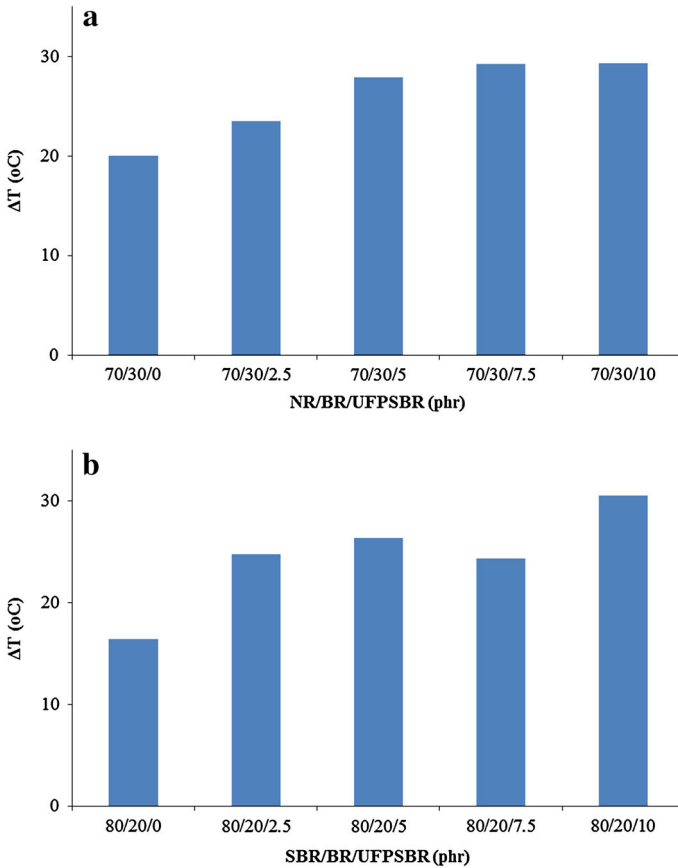 a
30
20
10
0
ΔT (oC)
70/30/0 70/30/2.5 70/30/5 70/30/7.5 70/30/10
NR/BR/UFPSBR (phr)
b
30
20
10
0
ΔT (oC)
80/20/0 80/20/2.5 80/20/5 80/20/7.5 80/20/10
SBR/BR/UFPSBR (phr)